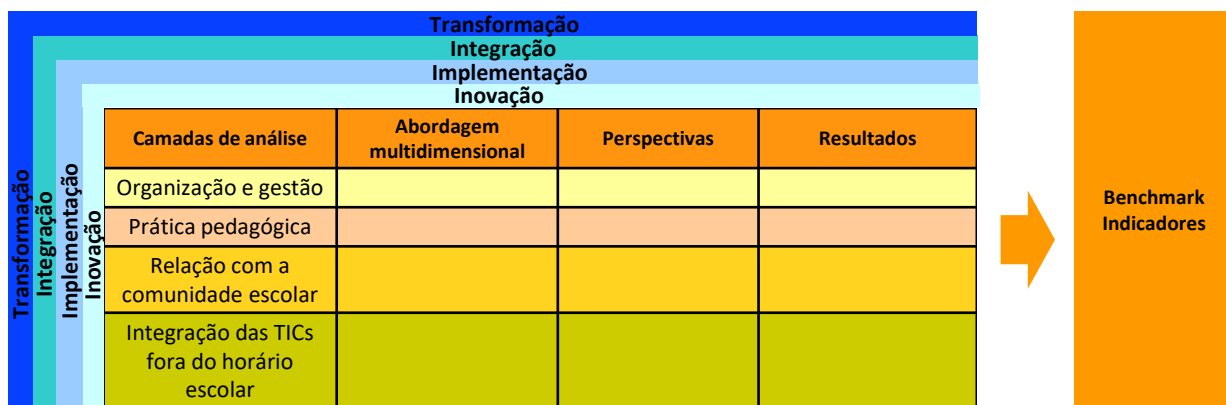 Transformação
Integração
Implementação
Inovação
Transformação
Integração
Implementação
Inovação
Camadas de análise
Abordagem
multidimensional
Perspectivas
Resultados
Organização e gestão
Prática pedagógica
Relação com a
comunidade escolar
Integração das TICs
fora do horário
escolar
Benchmark
Indicadores